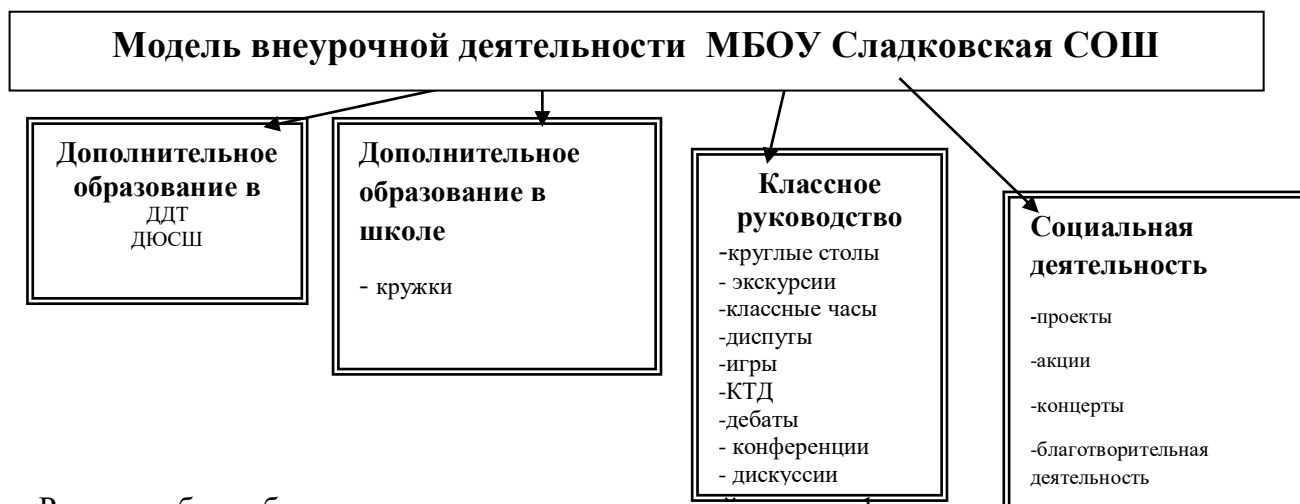 Модель внеурочной деятельности МБОУ Сладковская СОШ
Дополнительное
образование в
ДДТ
ДЮСШ
Дополнительное
образование в
школе
- кружки
Классное
руководство
-круглые столы
- экскурсии
-классные часы
-диспуты
-игры
-КТД
-дебаты
- конференции
- дискуссии
Социальная
деятельность
-проекты
-акции
-концерты
-благотворительная
деятельность